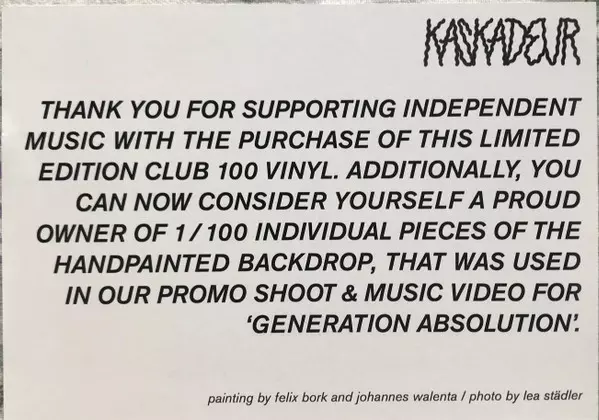 KASKADEUR
THANK YOU FOR SUPPORTING INDEPENDENT
MUSIC WITH THE PURCHASE OF THIS LIMITED
EDITION CLUB 100 VINYL. ADDITIONALLY, YOU
CAN NOW CONSIDER YOURSELF A PROUD
OWNER OF 1/100 INDIVIDUAL PIECES OF THE
HANDPAINTED BACKDROP, THAT WAS USED
IN OUR PROMO SHOOT & MUSIC VIDEO FOR
‘GENERATION ABSOLUTION’.
painting by felix bork and johannes walenta / photo by lea städler